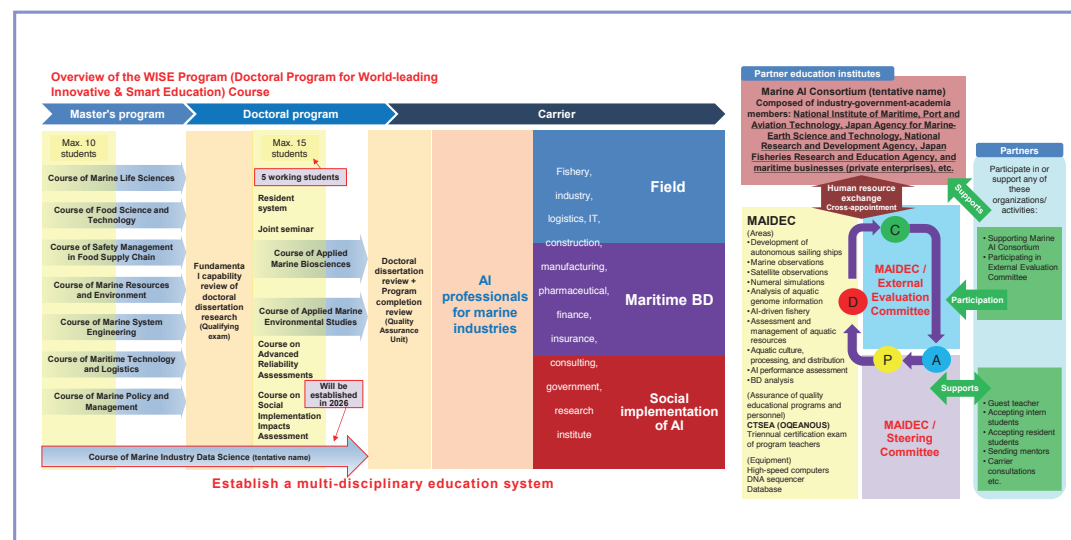 Overview of the WISE Program (Doctoral Program for World-leading
Innovative & Smart Education) Course
Master's program
Doctoral program
Carrier
Max. 10
students
Course of Marine Life Sciences
Course of Food Science and
Technology
Course of Safety Management
in Food Supply Chain
Course of Marine Resources
and Environment
Course of Marine System
Engineering
Course of Maritime Technology
and Logistics
Course of Marine Policy and
Management
Course of Marine Industry Data Science (tentative name)
Fundamenta
l capability
review of
doctoral
dissertation
research
(Qualifying
exam)
Max. 15
students
5 working students
Resident
system
Joint seminar
Course of Applied
Marine Biosciences
Course of Applied Marine
Environmental Studies
Course on
Advanced
Reliability
Assessments
Will be
established
in 2026
Course on
Social
Implementation
Impacts
Assessment
Doctoral
dissertation
review +
Program
completion
review
(Quality
Assurance
Unit)
AI
professionals
for marine
industries
Fishery,
industry,
logistics, IT,
construction,
manufacturing,
pharmaceutical,
finance,
insurance,
consulting,
government,
research
institute
Field
Maritime BD
Social
implementation
of AI
Establish a multi-disciplinary education system
Partner education institutes
Marine AI Consortium (tentative name)
Composed of industry-government-academia
members: National Institute of Maritime, Port and
Aviation Technology, Japan Agency for Marine-
Earth Science and Technology, National
Research and Development Agency, Japan
Fisheries Research and Education Agency, and
maritime businesses (private enterprises), etc.
Human resource
exchange
Cross-appointment
MAIDEC
(Areas)
•Development of
autonomous sailing ships
•Marine observations
•Satellite observations
•Numeral simulations
•Analysis of aquatic
genome information
•AI-driven fishery
•Assessment and
management of aquatic
resources
•Aquatic culture,
processing, and distribution
•AI performance assessment
•BD analysis
(Assurance of quality
educational programs and
personnel)
CTSEA (OQEANOUS)
Triennual certification exam
of program teachers
(Equipment)
High-speed computers
DNA sequencer
Database
C
D
P
A
MAIDEC /
External
Evaluation
Committee
MAIDEC /
Steering
Committee
Supports
Participation
Supports
Partners
Participate in or
support any of
these
organizations/
activities:
•Supporting Marine
AI Consortium
•Participating in
External Evaluation
Committee
•Guest teacher
•Accepting intern
students
•Accepting resident
students
•Sending mentors
•Carrier
consultations
etc.